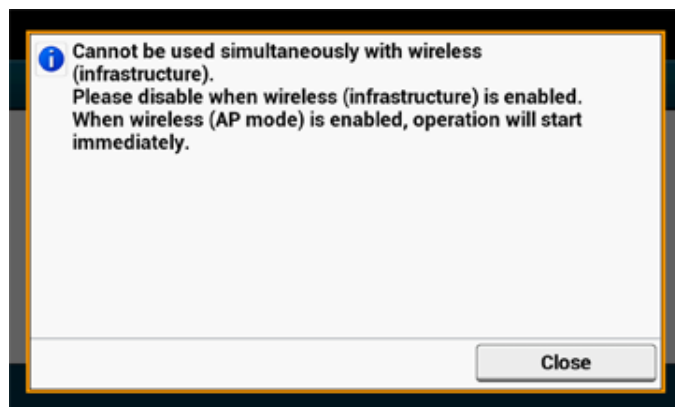 Cannot be used simultaneously with wireless
(infrastructure).
Please disable when wireless (infrastructure) is enabled.
When wireless (AP mode) is enabled, operation will start
immediately.
Close